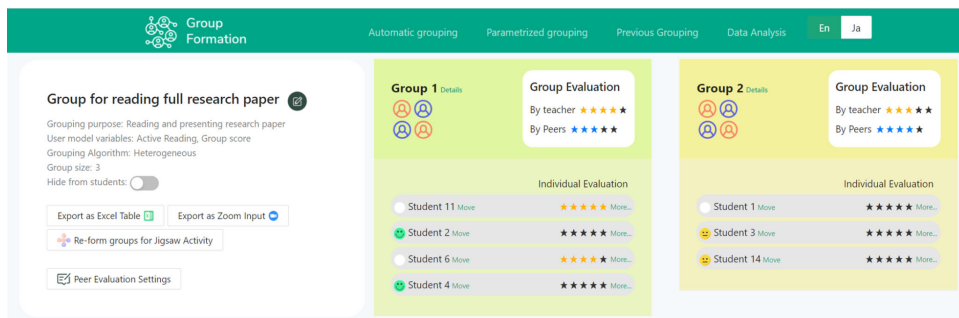 Group
Formation
Automatic grouping
Parametrized grouping
Previous Grouping
Data Analysis
En
Ja
Group for reading full research paper
Grouping purpose: Reading and presenting research paper
User model variables: Active Reading, Group score
Grouping Algorithm: Heterogeneous
Group size: 3
Hide from students:
Export as Excel Table
Export as Zoom Input
Re-form groups for Jigsaw Activity
Peer Evaluation Settings
Group 1 Details
Group Evaluation
By teacher ★★★★★
By Peers ★★★★★
Individual Evaluation
Student 11 Move ★★★★★ More...
Student 2 Move ★★★★★ More...
Student 6 Move ★★★★★ More...
Student 4 Move ★★★★★ More...
Group 2 Details
Group Evaluation
By teacher ★★★★★
By Peers ★★★★★
Individual Evaluation
Student 1 Move ★★★★★ More...
Student 3 Move ★★★★★ More...
Student 14 Move ★★★★★ More...